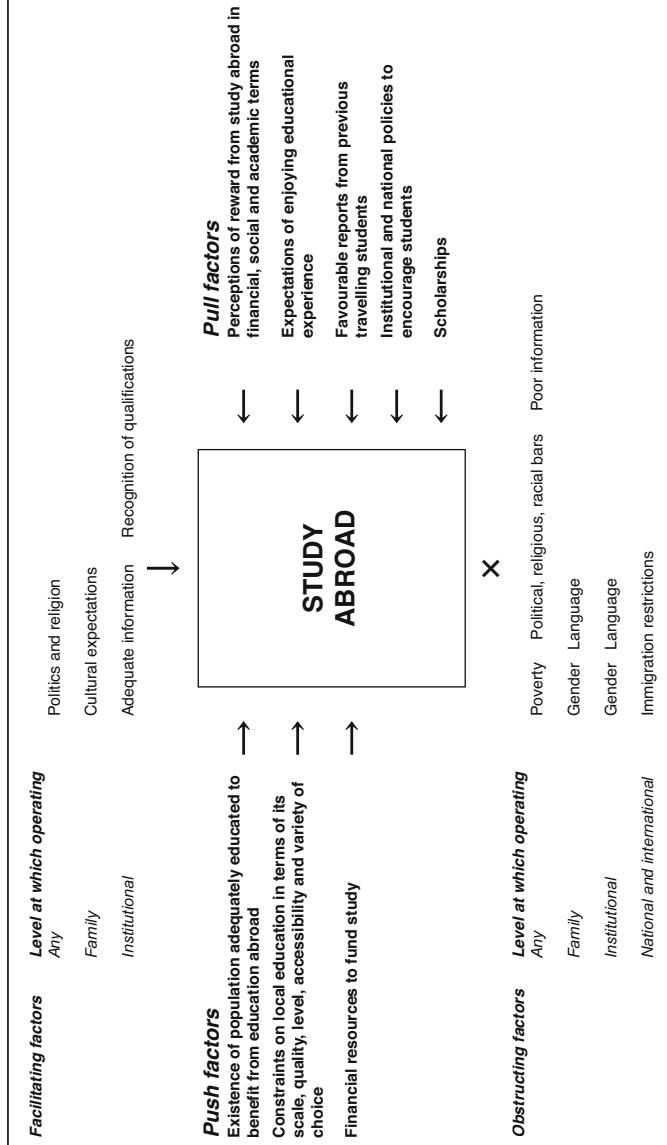 Facilitating factors Level at which operating
Any Politics and religion
Family Cultural expectations
Institutional Adequate information Recognition of qualifications
Push factors
Existence of population adequately educated to
benefit from education abroad
Constraints on local education in terms of its
scale, quality, level, accessibility and variety of
choice
Financial resources to fund study
STUDY
ABROAD
Pull factors
Perceptions of reward from study abroad in
financial, social and academic terms
Expectations of enjoying educational
experience
Favourable reports from previous
travelling students
Institutional and national policies to
encourage students
Scholarships
Obstructing factors Level at which operating
Any Poverty Political, religious, racial bars Poor information
Family Gender Language
Institutional Gender Language
National and international Immigration restrictions